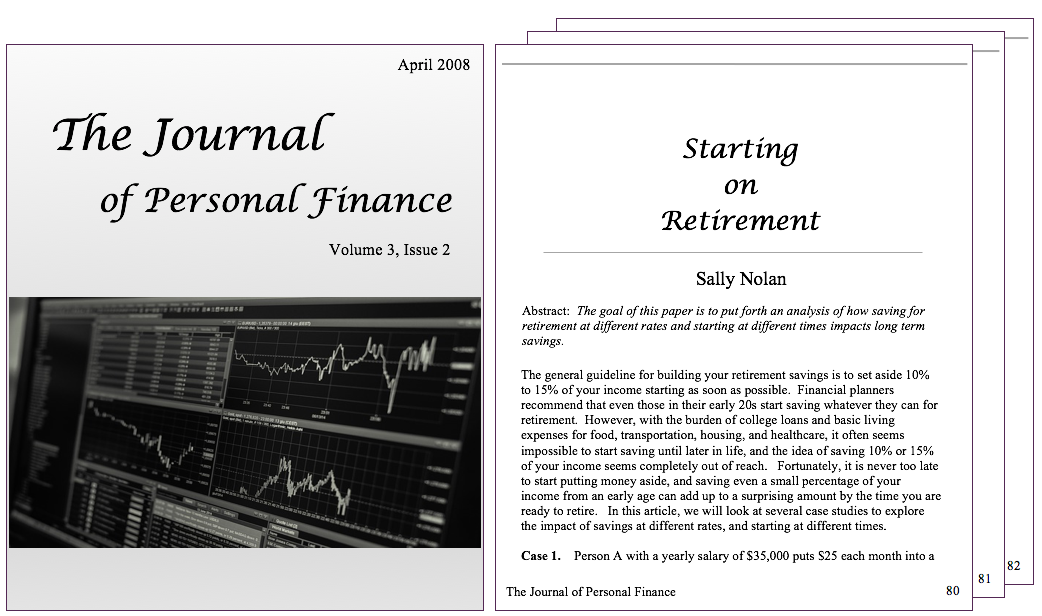 April 2008
The Journal
of Personal Finance
Volume 3, Issue 2
Starting
on
Retirement
Sally Nolan
Abstract: The goal of this paper is to put forth an analysis of how saving for
retirement at different rates and starting at different times impacts long term
savings.
The general guideline for building your retirement savings is to set aside 10%
to 15% of your income starting as soon as possible. Financial planners
recommend that even those in their early 20s start saving whatever they can for
retirement. However, with the burden of college loans and basic living
expenses for food, transportation, housing, and healthcare, it often seems
impossible to start saving until later in life, and the idea of saving 10% or 15%
of your income seems completely out of reach. Fortunately, it is never too late
to start putting money aside, and saving even a small percentage of your
income from an early age can add up to a surprising amount by the time you are
ready to retire. In this article, we will look at several case studies to explore
the impact of savings at different rates, and starting at different times.
Case 1. Person A with a yearly salary of $35,000 puts $25 each month into a
The Journal of Personal Finance
80
81
82